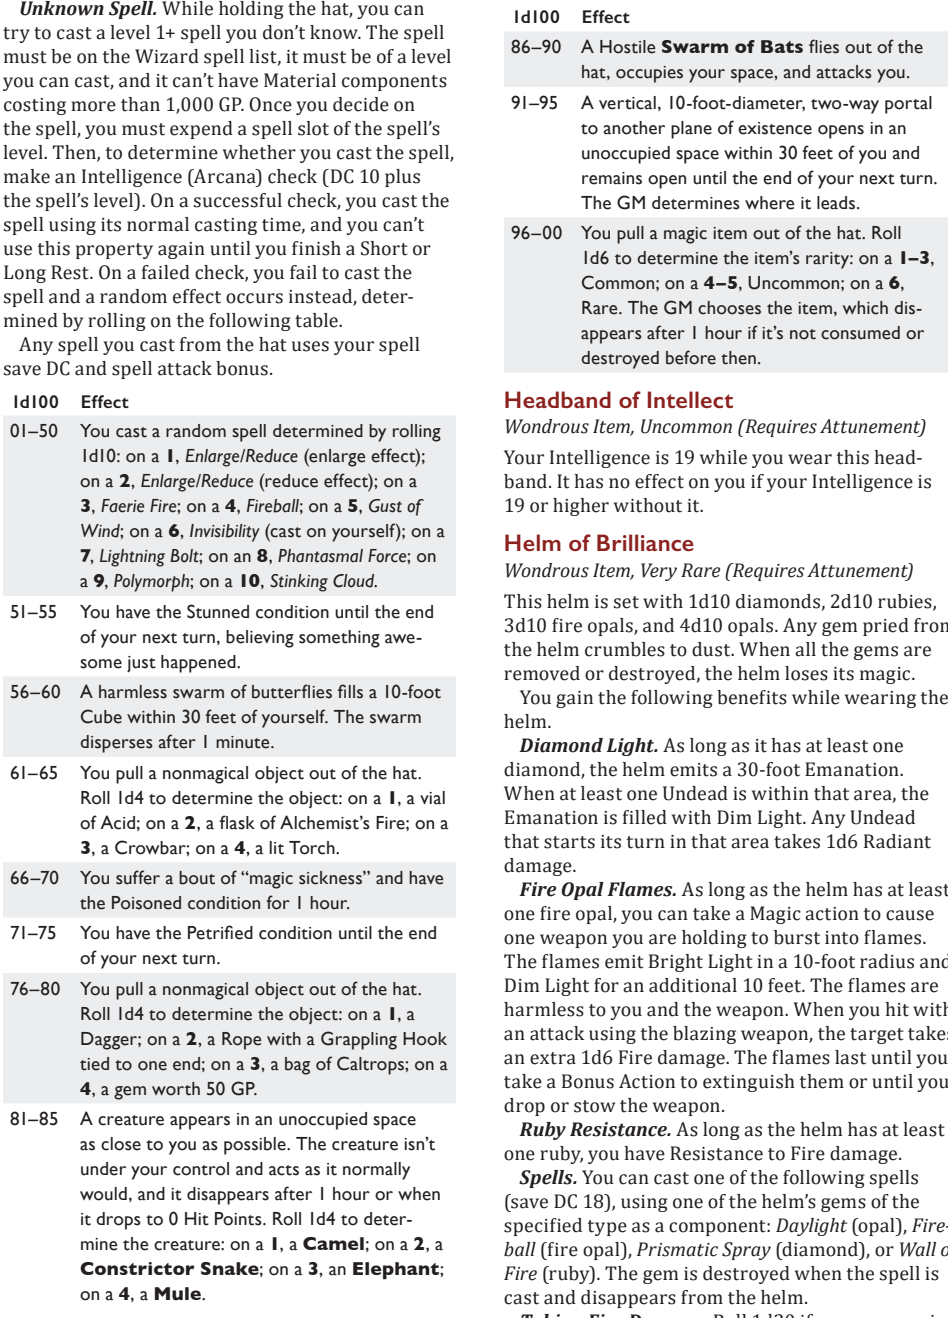 Unknown Spell. While holding the hat, you can
try to cast a level 1+ spell you don't know. The spell
must be on the Wizard spell list, it must be of a level
you can cast, and it can't have Material components
costing more than 1,000 GP. Once you decide on
the spell, you must expend a spell slot of the spell's
level. Then, to determine whether you cast the spell,
make an Intelligence (Arcana) check (DC 10 plus
the spell's level). On a successful check, you cast the
spell using its normal casting time, and you can't
use this property again until you finish a Short or
Long Rest. On a failed check, you fail to cast the
spell and a random effect occurs instead, deter-
mined by rolling on the following table.
Any spell you cast from the hat uses your spell
save DC and spell attack bonus.
1d100 Effect
01–50 You cast a random spell determined by rolling
1d10: on a 1, Enlarge/Reduce (enlarge effect);
on a 2, Enlarge/Reduce (reduce effect); on a
3, Faerie Fire; on a 4, Fireball; on a 5, Gust of
Wind; on a 6, Invisibility (cast on yourself); on a
7, Lightning Bolt; on an 8, Phantasmal Force; on
a 9, Polymorph; on a 10, Stinking Cloud.
51–55 You have the Stunned condition until the end
of your next turn, believing something awe-
some just happened.
56–60 A harmless swarm of butterflies fills a 10-foot
Cube within 30 feet of yourself. The swarm
disperses after 1 minute.
61–65 You pull a nonmagical object out of the hat.
Roll 1d4 to determine the object: on a 1, a vial
of Acid; on a 2, a flask of Alchemist's Fire; on a
3, a Crowbar; on a 4, a lit Torch.
66–70 You suffer a bout of “magic sickness” and have
the Poisoned condition for 1 hour.
71–75 You have the Petrified condition until the end
of your next turn.
76–80 You pull a nonmagical object out of the hat.
Roll 1d4 to determine the object: on a 1, a
Dagger; on a 2, a Rope with a Grappling Hook
tied to one end; on a 3, a bag of Caltrops; on a
4, a gem worth 50 GP.
81–85 A creature appears in an unoccupied space
as close to you as possible. The creature isn't
under your control and acts as it normally
would, and it disappears after 1 hour or when
it drops to 0 Hit Points. Roll 1d4 to deter-
mine the creature: on a 1, a Camel; on a 2, a
Constrictor Snake; on a 3, an Elephant;
on a 4, a Mule.
1d100 Effect
86–90 A Hostile Swarm of Bats flies out of the
hat, occupies your space, and attacks you.
91–95 A vertical, 10-foot-diameter, two-way portal
to another plane of existence opens in an
unoccupied space within 30 feet of you and
remains open until the end of your next turn.
The GM determines where it leads.
96–00 You pull a magic item out of the hat. Roll
1d6 to determine the item's rarity: on a 1–3,
Common; on a 4–5, Uncommon; on a 6,
Rare. The GM chooses the item, which dis-
appears after 1 hour if it's not consumed or
destroyed before then.
Headband of Intellect
Wondrous Item, Uncommon (Requires Attunement)
Your Intelligence is 19 while you wear this head-
band. It has no effect on you if your Intelligence is
19 or higher without it.
Helm of Brilliance
Wondrous Item, Very Rare (Requires Attunement)
This helm is set with 1d10 diamonds, 2d10 rubies,
3d10 fire opals, and 4d10 opals. Any gem pried from
the helm crumbles to dust. When all the gems are
removed or destroyed, the helm loses its magic.
You gain the following benefits while wearing the
helm.
Diamond Light. As long as it has at least one
diamond, the helm emits a 30-foot Emanation.
When at least one Undead is within that area, the
Emanation is filled with Dim Light. Any Undead
that starts its turn in that area takes 1d6 Radiant
damage.
Fire Opal Flames. As long as the helm has at least
one fire opal, you can take a Magic action to cause
one weapon you are holding to burst into flames.
The flames emit Bright Light in a 10-foot radius and
Dim Light for an additional 10 feet. The flames are
harmless to you and the weapon. When you hit with
an attack using the blazing weapon, the target takes
an extra 1d6 Fire damage. The flames last until you
take a Bonus Action to extinguish them or until you
drop or stow the weapon.
Ruby Resistance. As long as the helm has at least
one ruby, you have Resistance to Fire damage.
Spells. You can cast one of the following spells
(save DC 18), using one of the helm's gems of the
specified type as a component: Daylight (opal), Fire-
ball (fire opal), Prismatic Spray (diamond), or Wall o
Fire (ruby). The gem is destroyed when the spell is
cast and disappears from the helm.